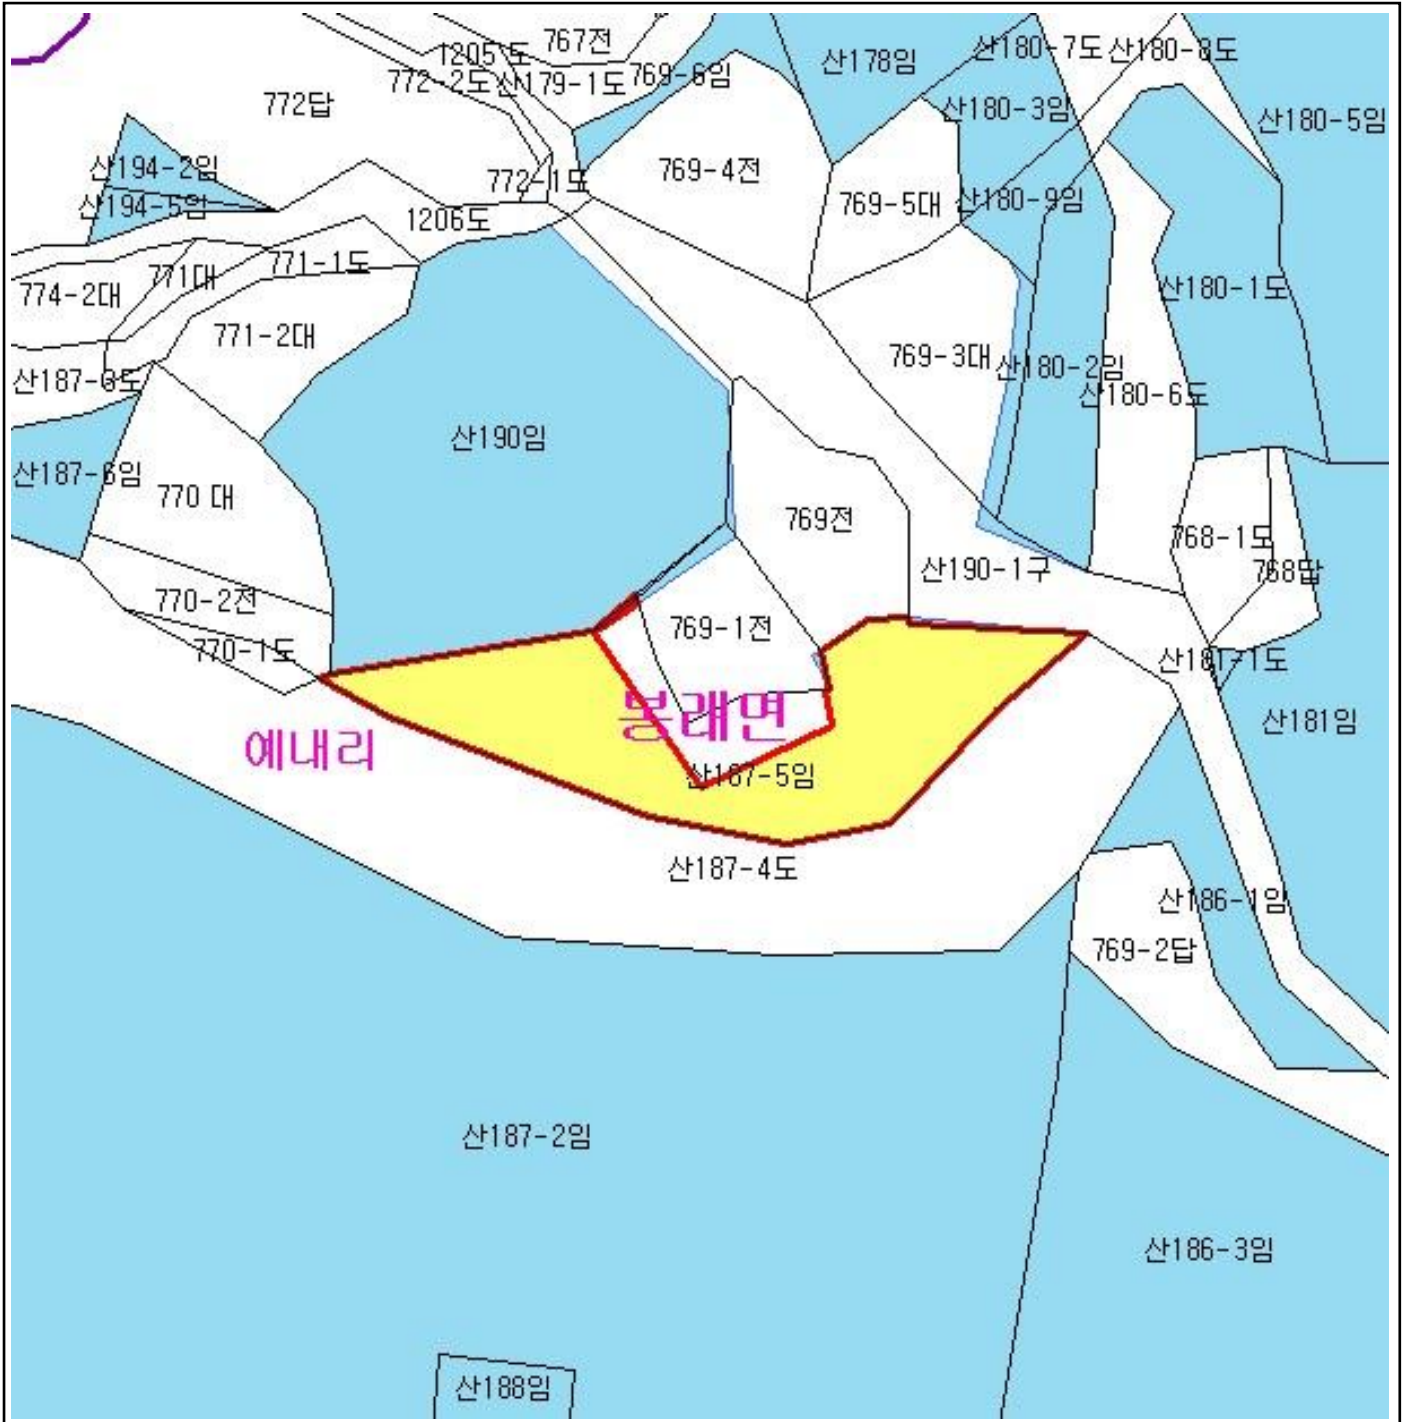 767전
1205 도
산178임
산180-7도
산180-8도
772-2도
산179-1도
769-6임
772답
산180-3임
산180-5임
산194-2임
769-4전
772-1도
산194-5임
769-5대
산180-9임
1206도
771-1도
771대
774-2대
산180-1도
771-2대
769-3대
산180-2임
산187-3도
산180-6도
산190임
산187-6임
770 대
769전
768-1도
산190-1구
768답
770-2전
769-1전
770-1도
산181-1도
봉래면
산181임
예내리
산187-5임
산187-4도
산186-1임
769-2답
산187-2임
산186-3임
산188임